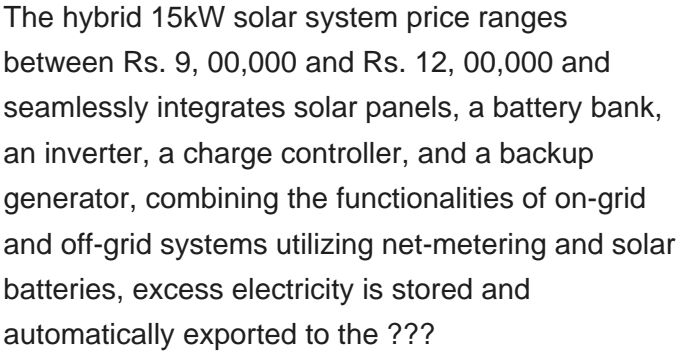 The hybrid 15kW solar system price ranges
between Rs. 9, 00,000 and Rs. 12, 00,000 and
seamlessly integrates solar panels, a battery bank,
an inverter, a charge controller, and a backup
generator, combining the functionalities of on-grid
and off-grid systems utilizing net-metering and solar
batteries, excess electricity is stored and
automatically exported to the ???